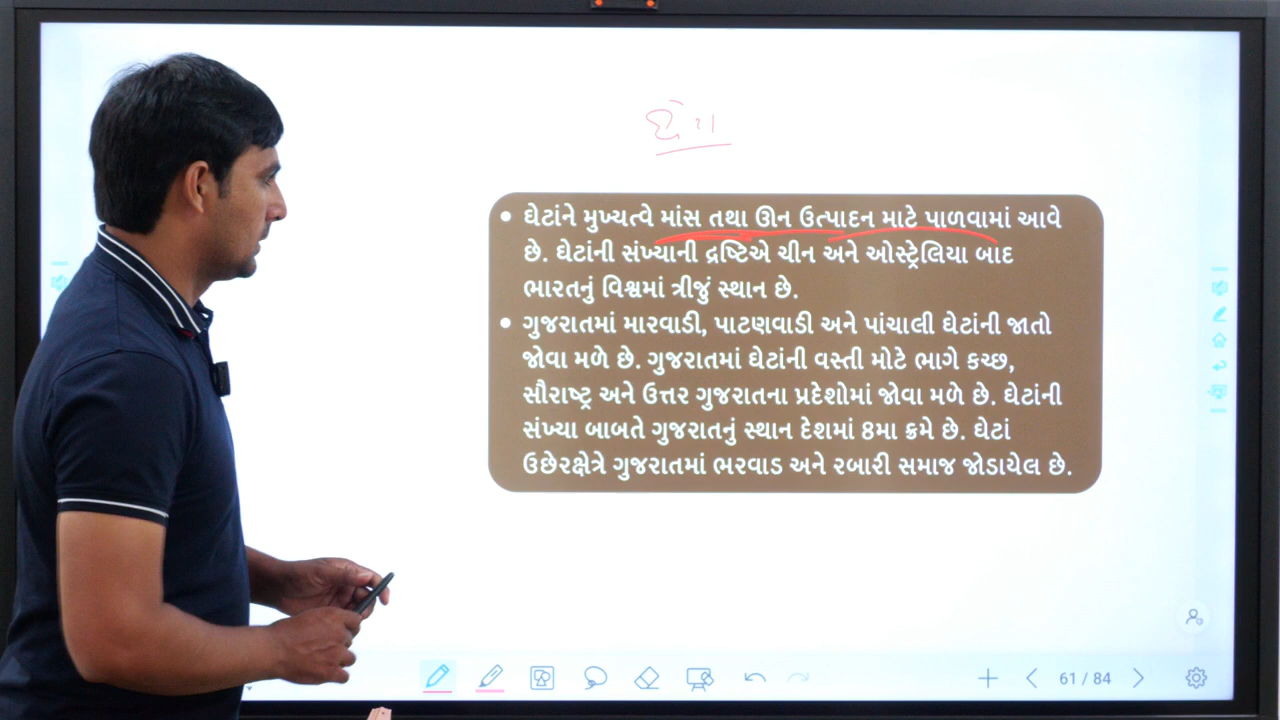 ઘેટાં
• ઘેટાંને મુખ્યત્વે માંસ તથા ઊન ઉત્પાદન માટે પાળવામાં આવે
છે. ઘેટાંની સંખ્યાની દ્રષ્ટિએ ચીન અને ઓસ્ટ્રેલિયા બાદ
ભારતનું વિશ્વમાં ત્રીજું સ્થાન છે.
• ગુજરાતમાં મારવાડી, પાટણવાડી અને પાંચાલી ઘેટાંની જાતો
જોવા મળે છે. ગુજરાતમાં ઘેટાંની વસ્તી મોટે ભાગે કચ્છ,
સૌરાષ્ટ્ર અને ઉત્તર ગુજરાતના પ્રદેશોમાં જોવા મળે છે. ઘેટાંની
સંખ્યા બાબતે ગુજરાતનું સ્થાન દેશમાં 8મા ક્રમે છે. ઘેટાં
ઉછેરક્ષેત્રે ગુજરાતમાં ભરવાડ અને રબારી સમાજ જોડાયેલ છે.
61 / 84